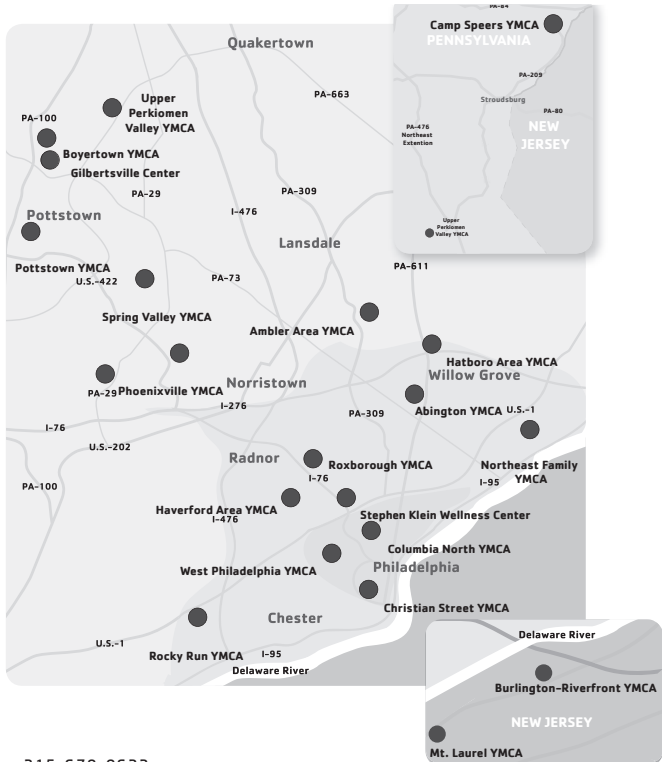 PA-84
Camp Speers YMCA
PENNSYLVANIA
PA-209
Stroudsburg
PA-80
PA-476
Northeast
Extention
NEW
JERSEY
Upper
Perkiomen
Valley YMCA
Quakertown
PA-663
Upper
Perkiomen
Valley YMCA
PA-100
Boyertown YMCA
Gilbertsville Center
PA-29
PA-309
I-476
Pottstown
Lansdale
Pottstown YMCA
U.S.-422
PA-73
PA-611
Spring Valley YMCA
Ambler Area YMCA
Hatboro Area YMCA
Willow Grove
Norristown
PA-29
Phoenixville YMCA
I-276
PA-309
Abington YMCA
U.S.-1
I-76
U.S.-202
Radnor
Roxborough YMCA
Northeast Family
YMCA
I-76
I-95
PA-100
Haverford Area YMCA
I-476
Stephen Klein Wellness Center
Columbia North YMCA
West Philadelphia YMCA
Philadelphia
Christian Street YMCA
Chester
U.S.-1
Rocky Run YMCA
I-95
Delaware River
Delaware River
Burlington-Riverfront YMCA
NEW JERSEY
Mt. Laurel YMCA